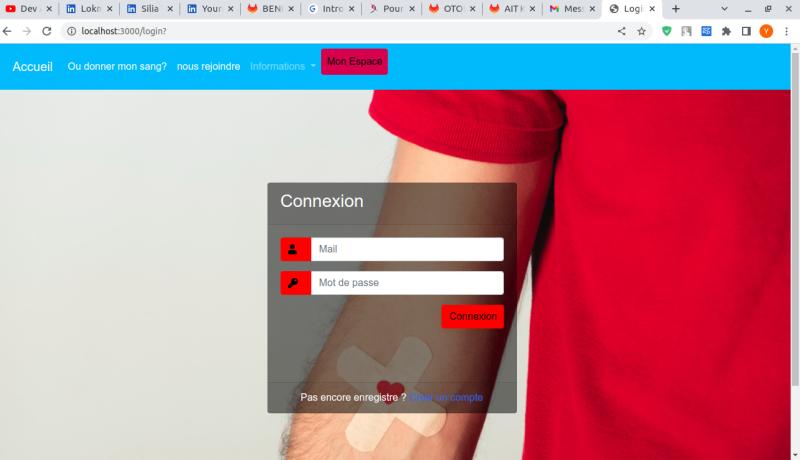 Dev
Lokn
Silia
Your
BEN
Intro
Pour
OTO
AIT K
Mess
Logi
localhost:3000/login?
Y
Accueil
Ou donner mon sang?
nous rejoindre
Informations
Mon Espace
Connexion
Mail
Mot de passe
Connexion
Pas encore enregistre ? Créer un compte